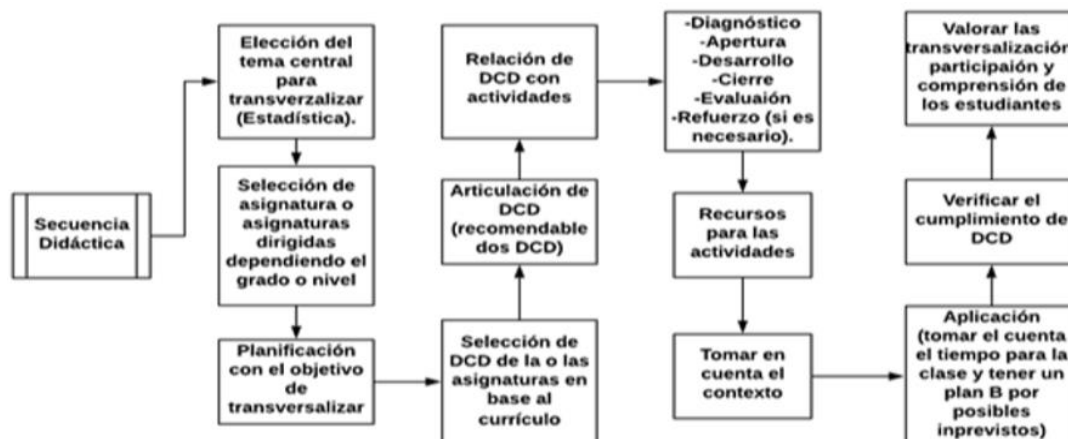 Secuencia
Didáctica
Elección del
tema central
para
transverzalizar
(Estadística).
Selección de
asignatura o
asignaturas
dirigidas
dependiendo el
grado o nivel
Planificación
con el objetivo
de
transversalizar
Selección de
DCD de la o las
asignaturas en
base al
currículo
Articulación de
DCD
(recomendable
dos DCD)
Relación de
DCD con
actividades
-Diagnóstico
-Apertura
-Desarrollo
-Cierre
-Evaluaión
-Refuerzo (si es
necesario).
Recursos
para las
actividades
Tomar en
cuenta el
contexto
Aplicación
(tomar el cuenta
el tiempo para la
clase y tener un
plan B por
posibles
inprevistos)
Verificar el
cumplimiento de
DCD
Valorar las
transversalización
participaión y
comprensión de
los estudiantes